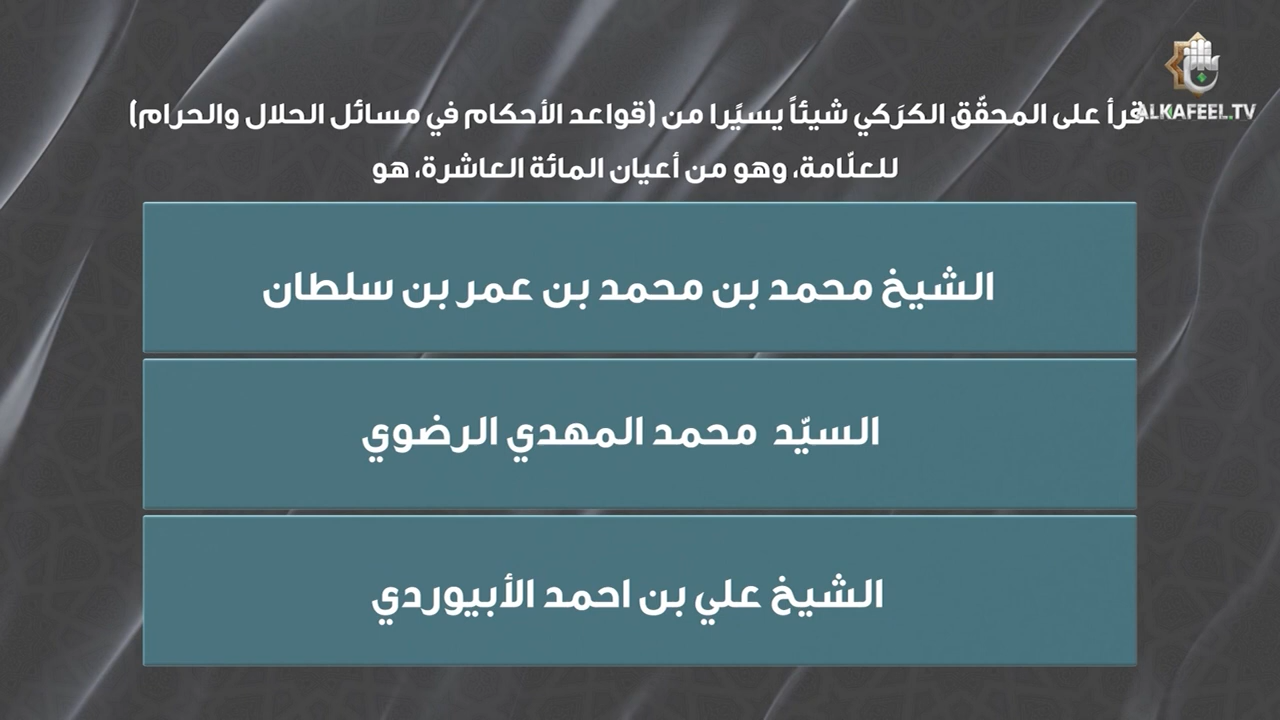 ALKAFEEL.TV
قرأ على المحقّق الكرَكي شيئاً يسيًرا من (قواعد الأحكام في مسائل الحلال والحرام)
للعلّامة، وهو من أعيان المائة العاشرة، هو
الشيخ محمد بن محمد بن عمر بن سلطان
السيّد محمد المهدي الرضوي
الشيخ علي بن احمد الأبيوردي